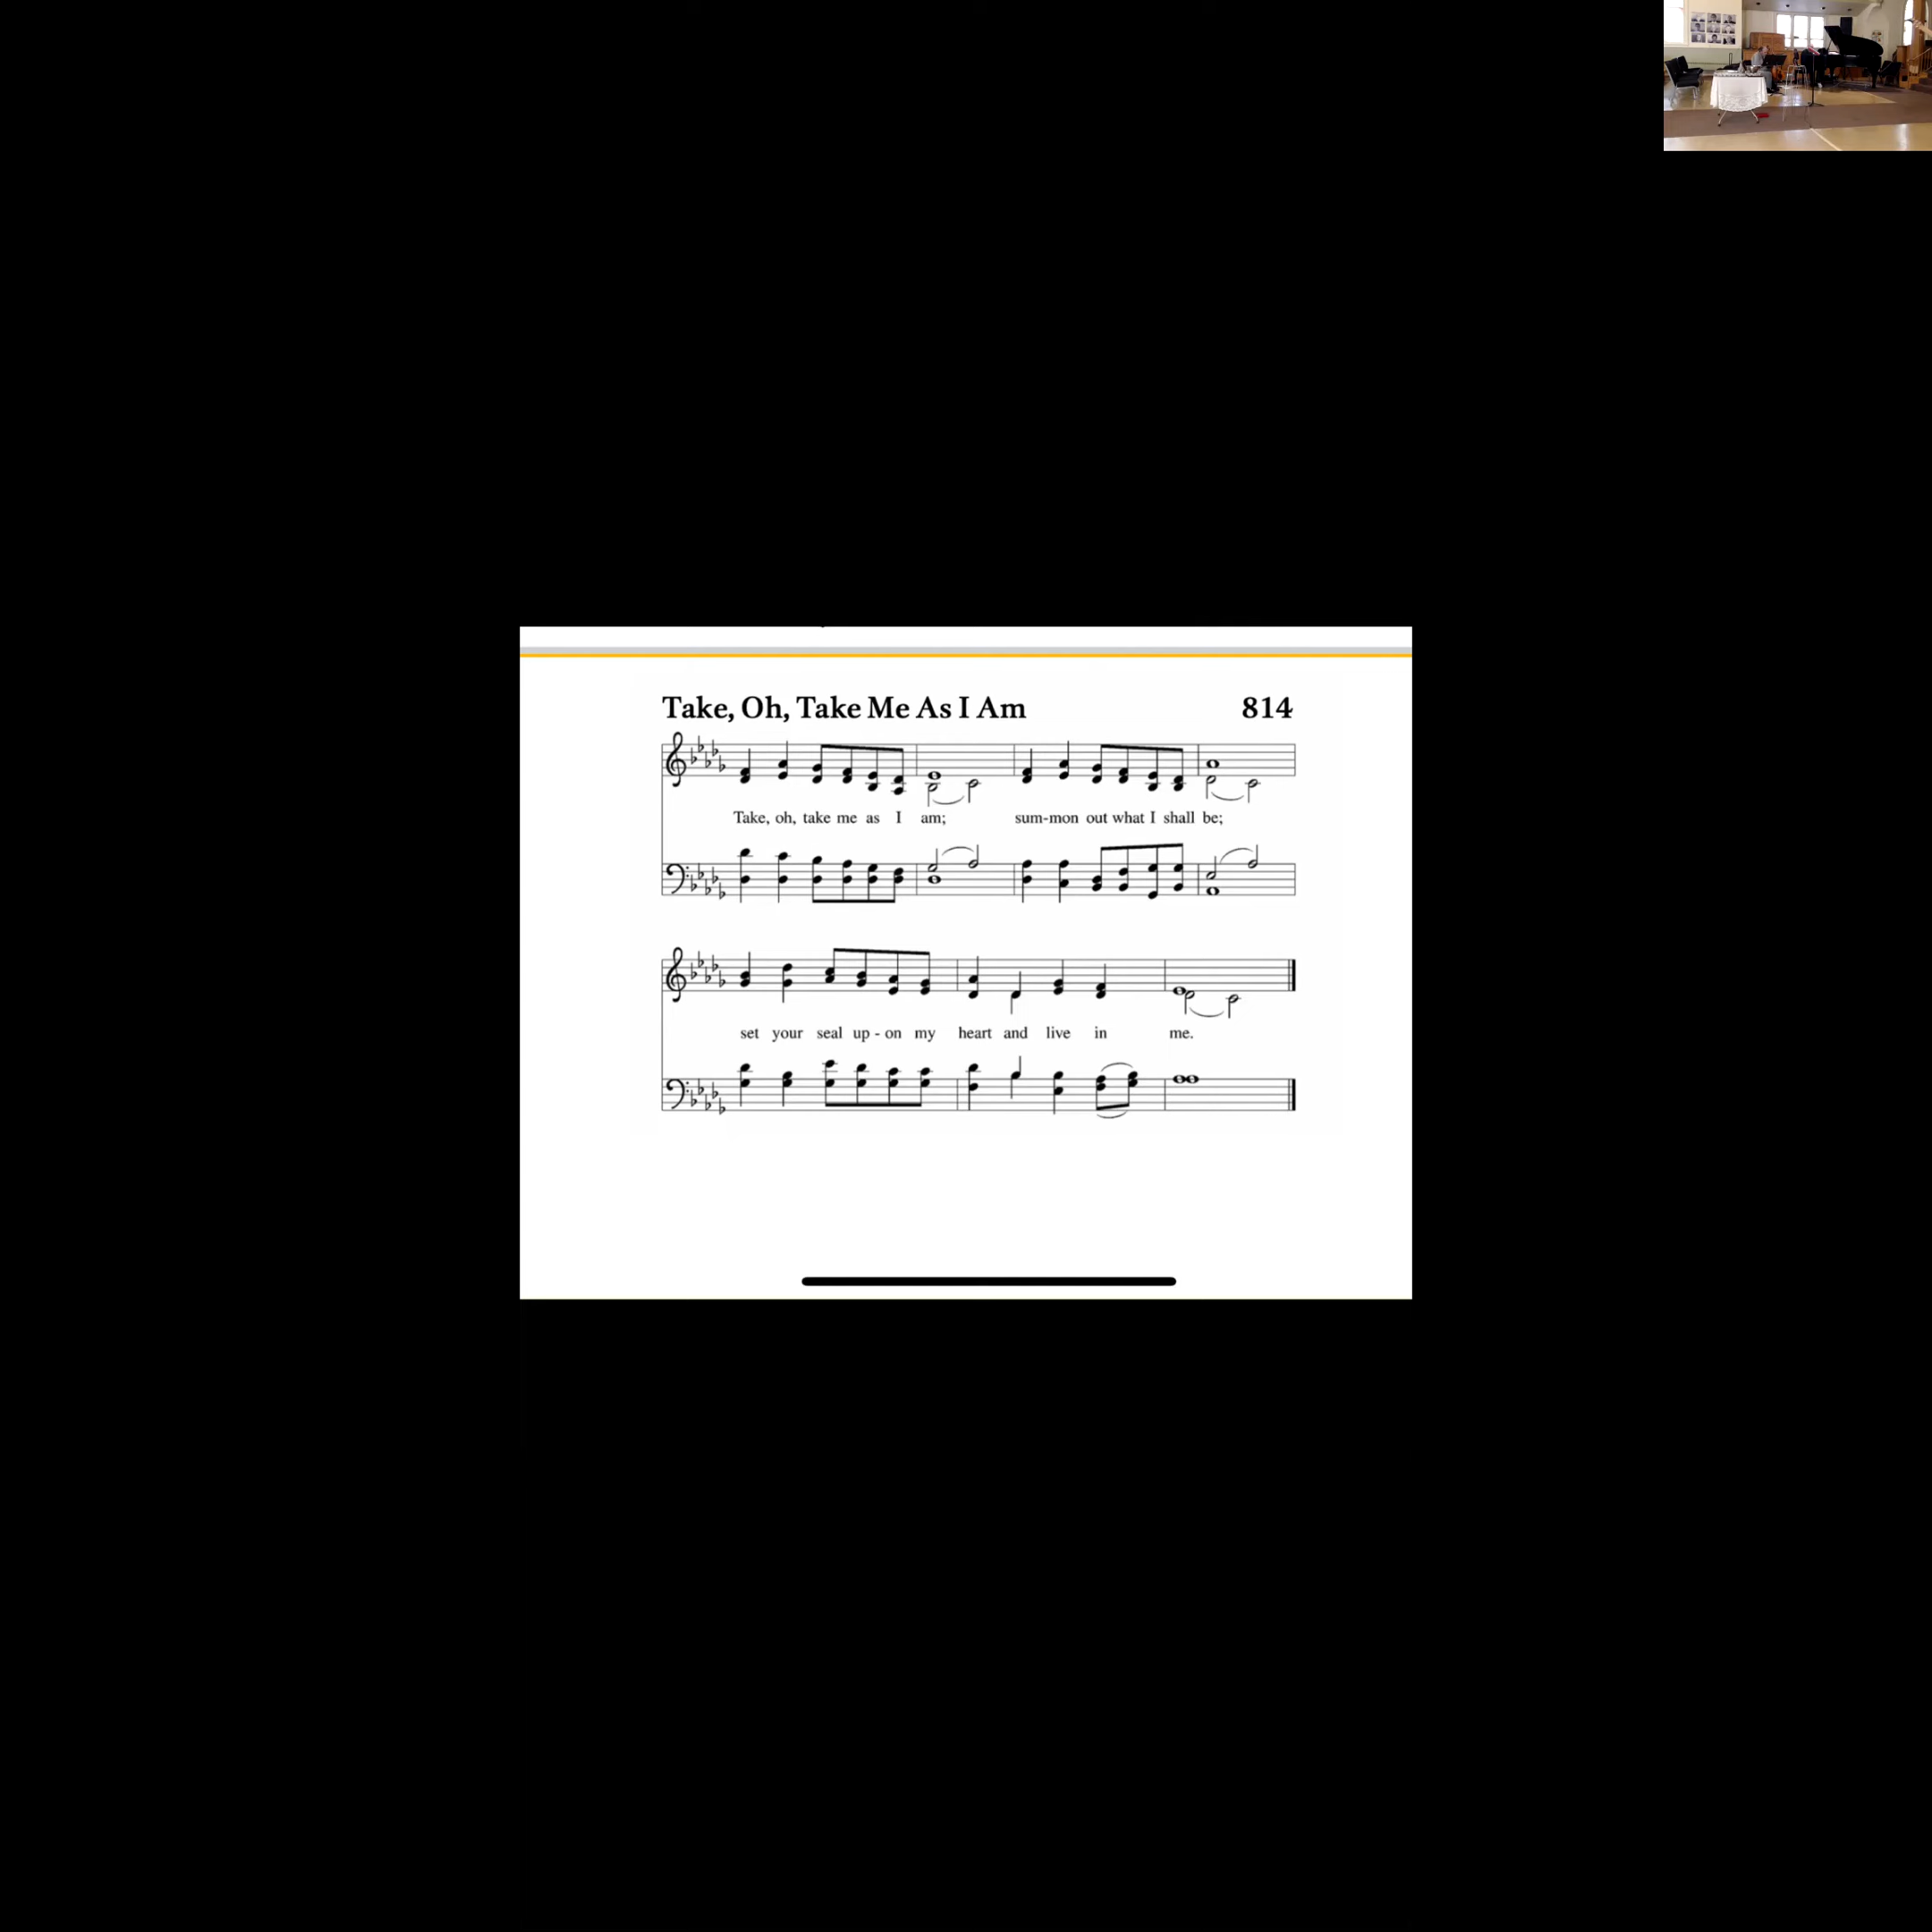 Take, Oh, Take Me As I Am 814
Take, oh, take me as I am; sum-mon out what I shall be;
set your seal up - on my heart and live in me.